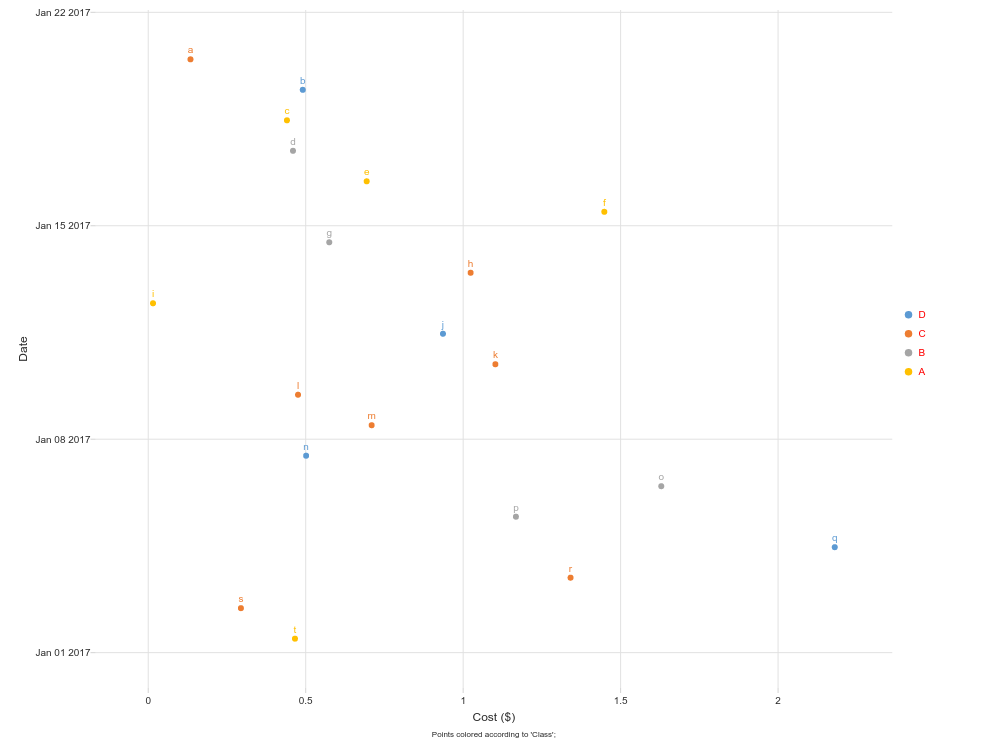 Jan 22 2017
a
b
c
d
e
f
Jan 15 2017
g
h
i
j
D
C
k
B
A
Date
l
m
Jan 08 2017
n
o
p
q
r
s
t
Jan 01 2017
0 0.5 1 1.5 2
Cost ($)
Points colored according to 'Class';